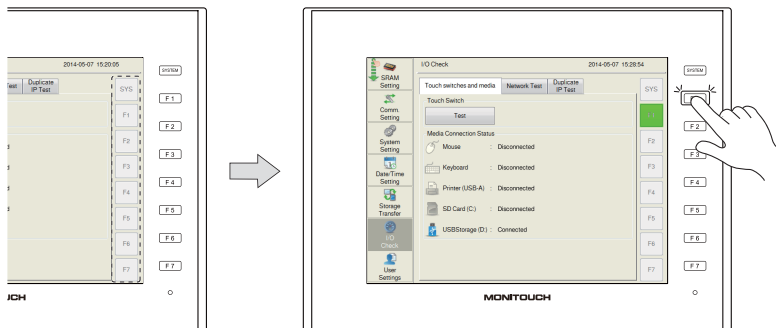 2014-05-07 15:20:05
Test
Duplicate
IP Test
SYS
F1
F2
F3
F4
F5
F6
F7
SYSTEM
F 1
F 2
F 3
F 4
F 5
F 6
F 7
I/O Check
2014-05-07 15:28:54
SRAM
Setting
Comm.
Setting
System
Setting
Date/Time
Setting
Storage
Transfer
I/O
Check
User
Settings
Touch switches and media
Network Test
Duplicate
IP Test
Touch Switch
Test
Media Connection Status
Mouse : Disconnected
Keyboard : Disconnected
Printer (USB-A) : Disconnected
SD Card (C:) : Disconnected
USBStorage (D:) : Connected
SYS
F1
F2
F3
F4
F5
F6
F7
SYSTEM
F 2
F 3
F 4
F 5
F 6
F 7
MONITOUCH